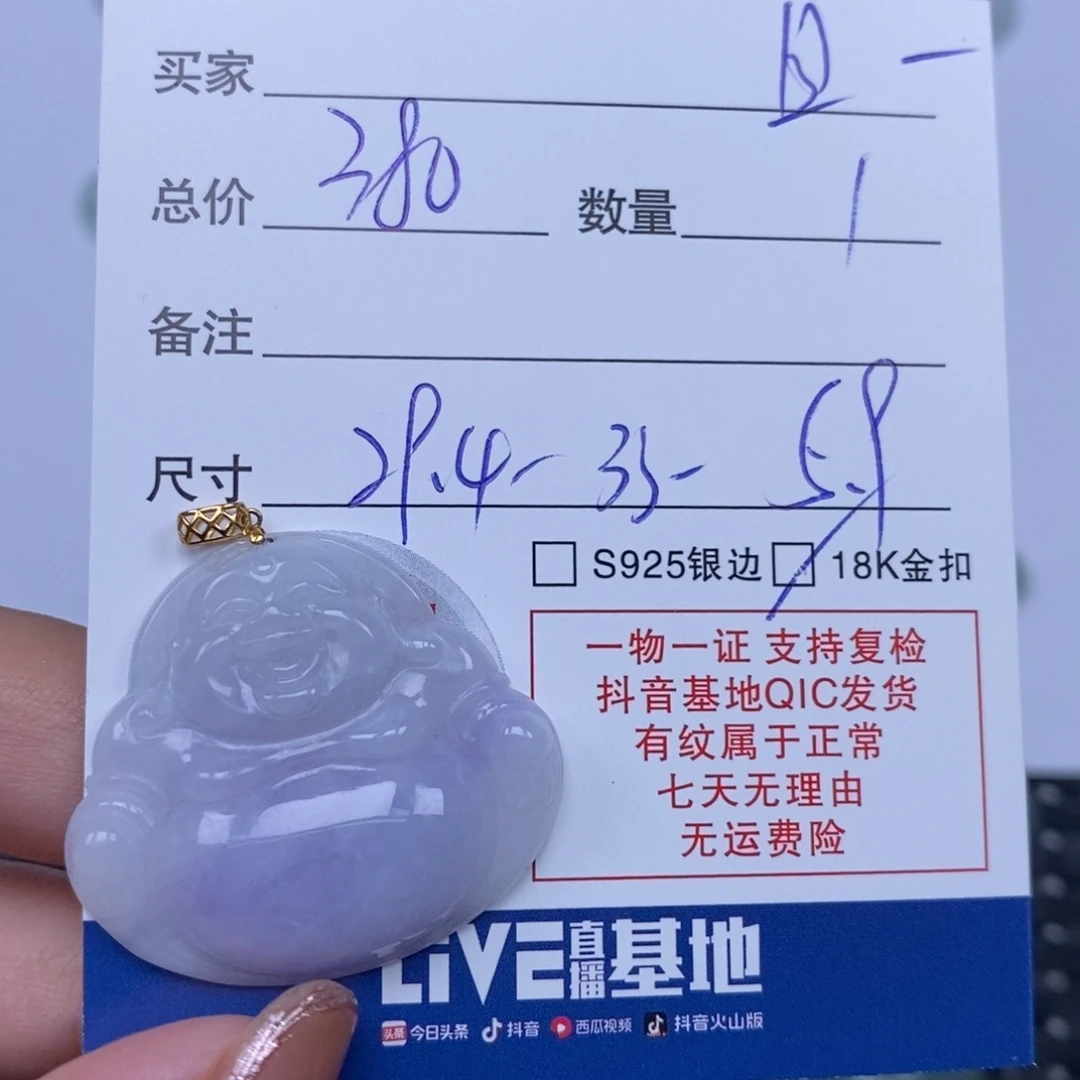 买家
总价 380 数量 1
备注
尺寸 29.4-35-5.9
S925银边 18K金扣
一物一证 支持复检
抖音基地QIC发货
有纹属于正常
七天无理由
无运费险
LIVE直播基地
头条 今日头条 抖音 西瓜视频 抖音火山版